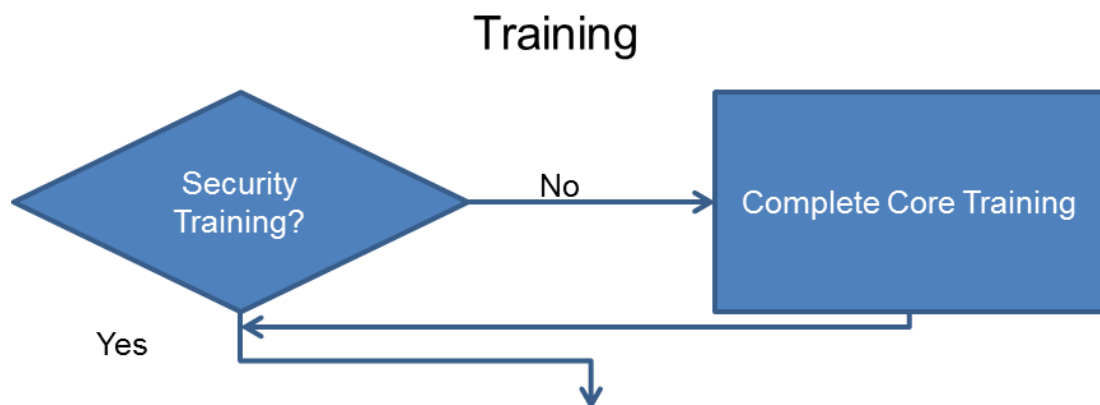 Training
Security
Training?
No
Complete Core Training
Yes